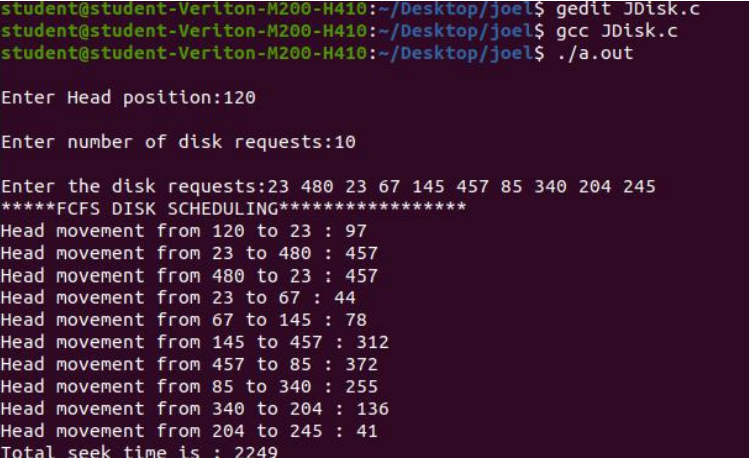 student@student-Veriton-M200-H410:~/Desktop/joel$ gedit JDisk.c
student@student-Veriton-M200-H410:~/Desktop/joel$ gcc JDisk.c
student@student-Veriton-M200-H410:~/Desktop/joel$ ./a.out
Enter Head position:120
Enter number of disk requests:10
Enter the disk requests:23 480 23 67 145 457 85 340 204 245
*****FCFS DISK SCHEDULING*****************
Head movement from 120 to 23 : 97
Head movement from 23 to 480 : 457
Head movement from 480 to 23 : 457
Head movement from 23 to 67 : 44
Head movement from 67 to 145 : 78
Head movement from 145 to 457 : 312
Head movement from 457 to 85 : 372
Head movement from 85 to 340 : 255
Head movement from 340 to 204 : 136
Head movement from 204 to 245 : 41
Total seek time is : 2249